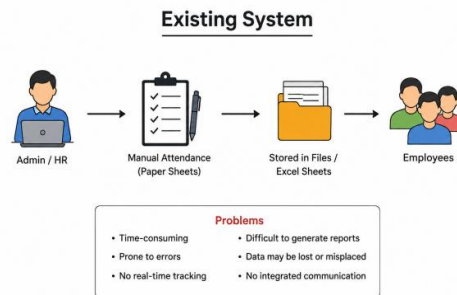 Existing System
Admin / HR
Manual Attendance
(Paper Sheets)
Stored in Files /
Excel Sheets
Employees
Problems
• Time-consuming
• Prone to errors
• No real-time tracking
• Difficult to generate reports
• Data may be lost or misplaced
• No integrated communication